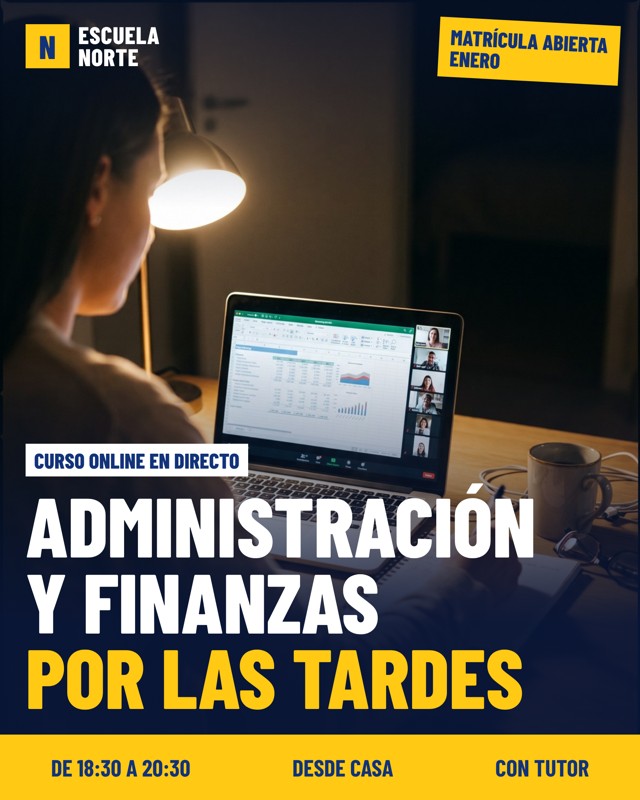 N
ESCUELA
NORTE
MATRÍCULA ABIERTA
ENERO
CURSO ONLINE EN DIRECTO
ADMINISTRACIÓN
Y FINANZAS
POR LAS TARDES
DE 18:30 A 20:30
DESDE CASA
CON TUTOR